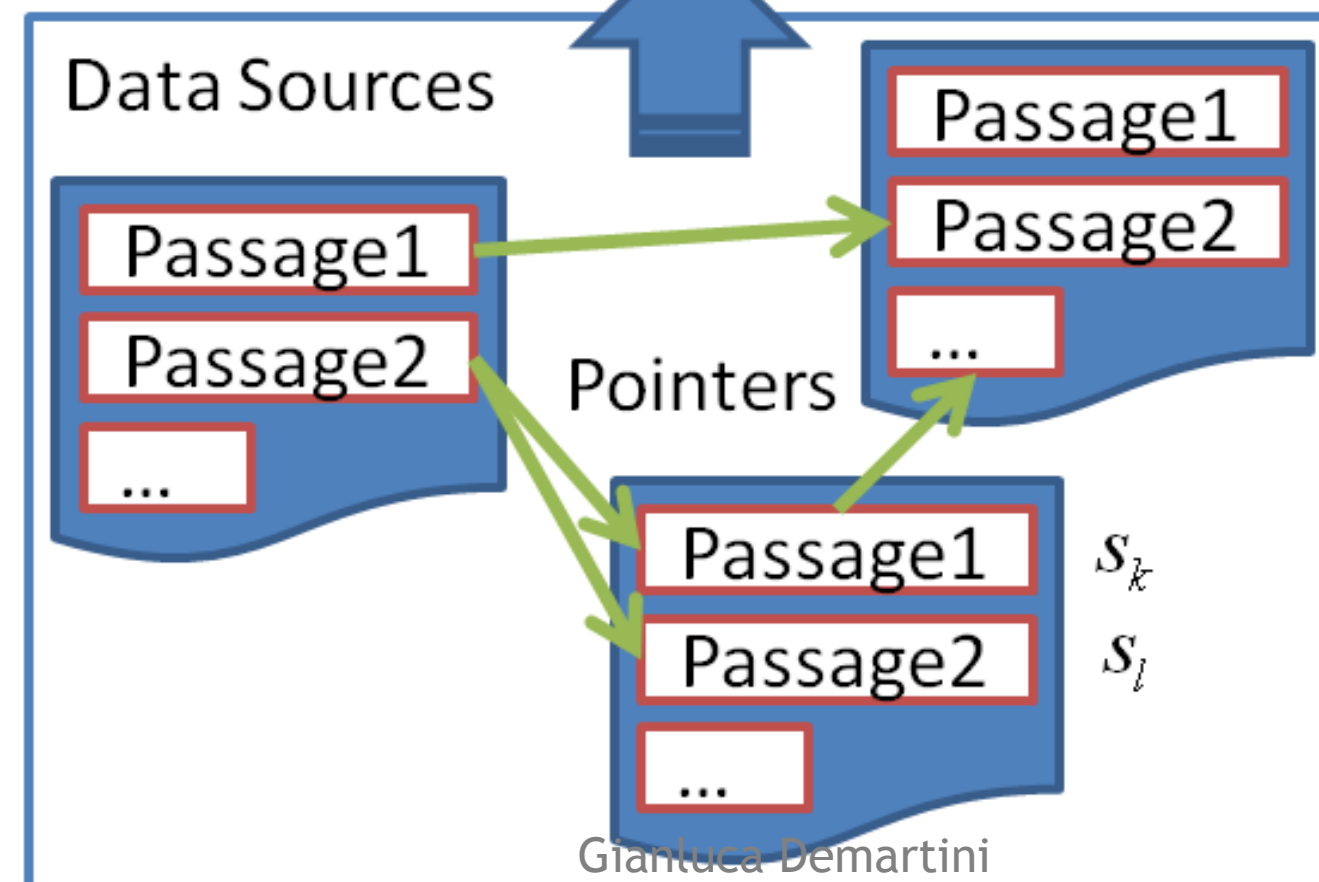 Data Sources
Passage1
Passage2
...
Passage1
Passage2
...
Pointers
Passage1
Passage2
...
s_k
s_l
Gianluca Demartini